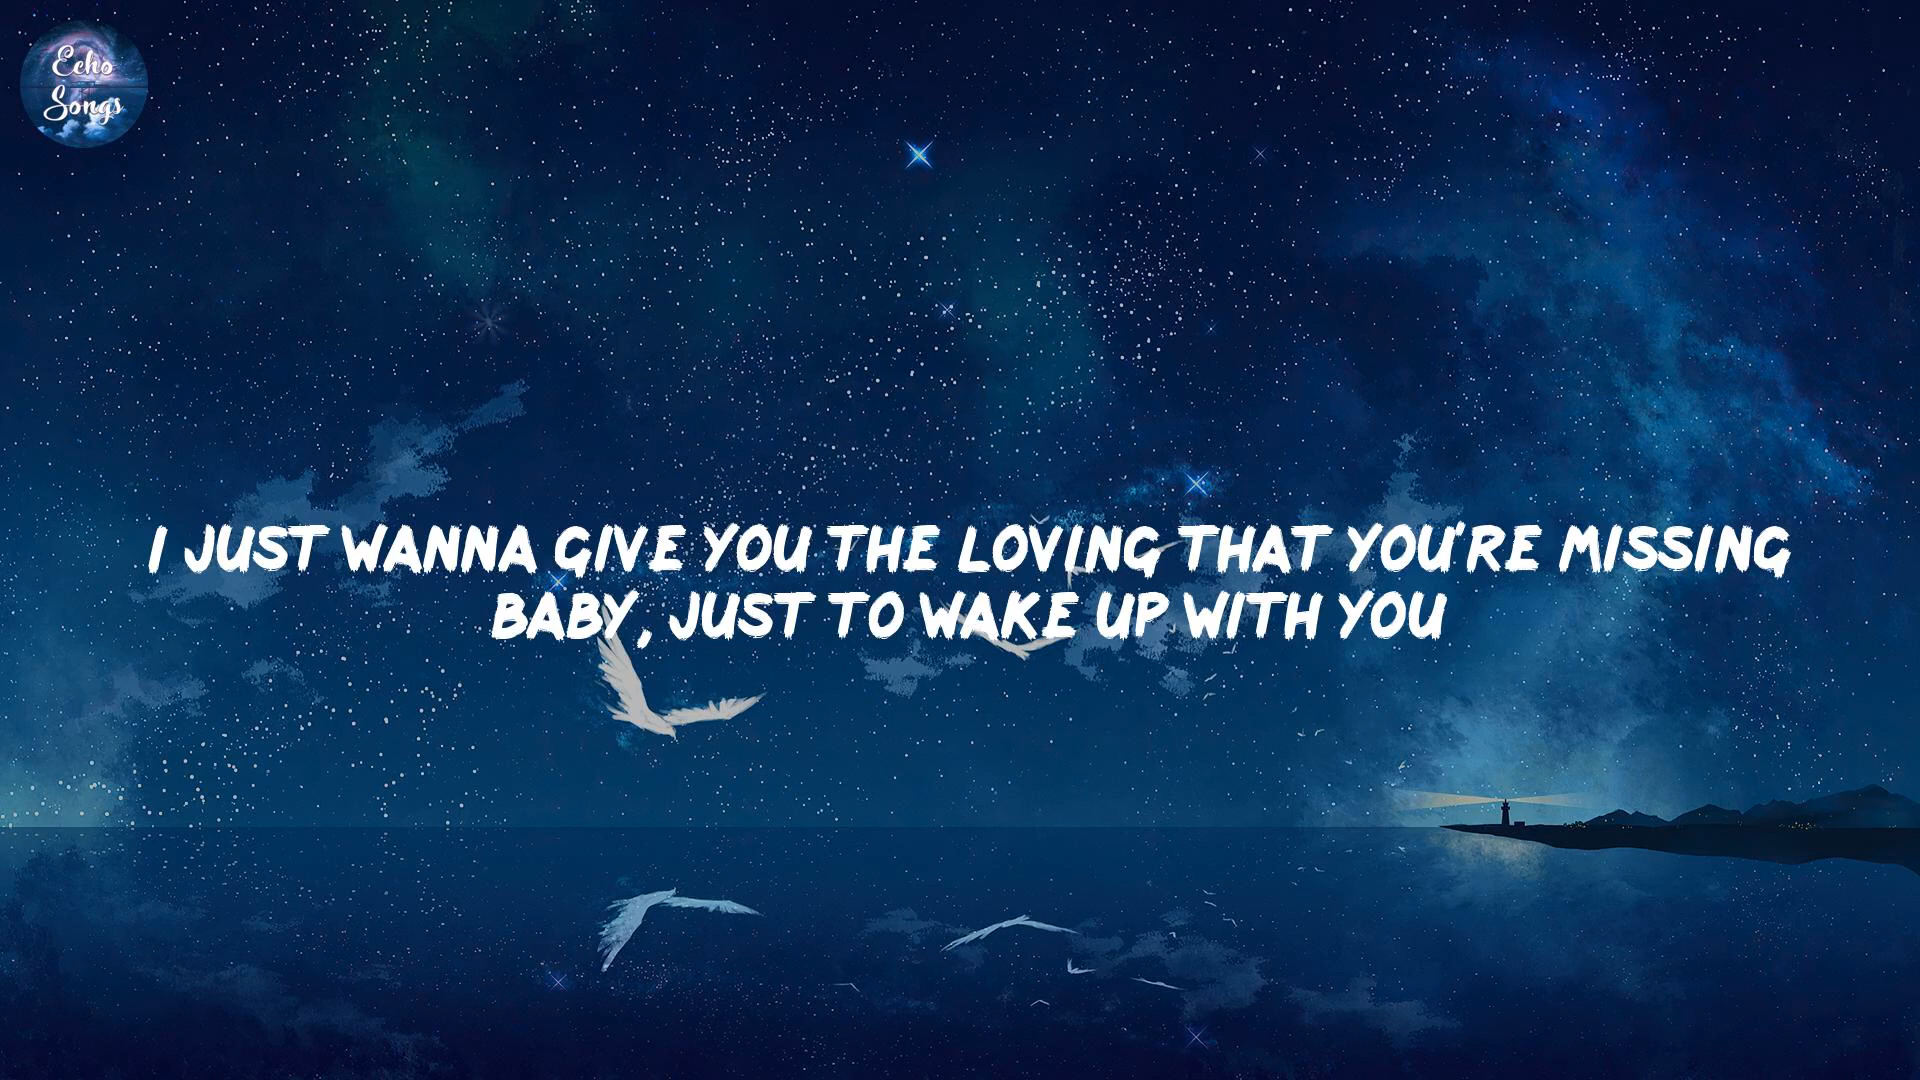 Echo
Songs
I JUST WANNA GIVE YOU THE LOVING THAT YOU'RE MISSING
BABY, JUST TO WAKE UP WITH YOU